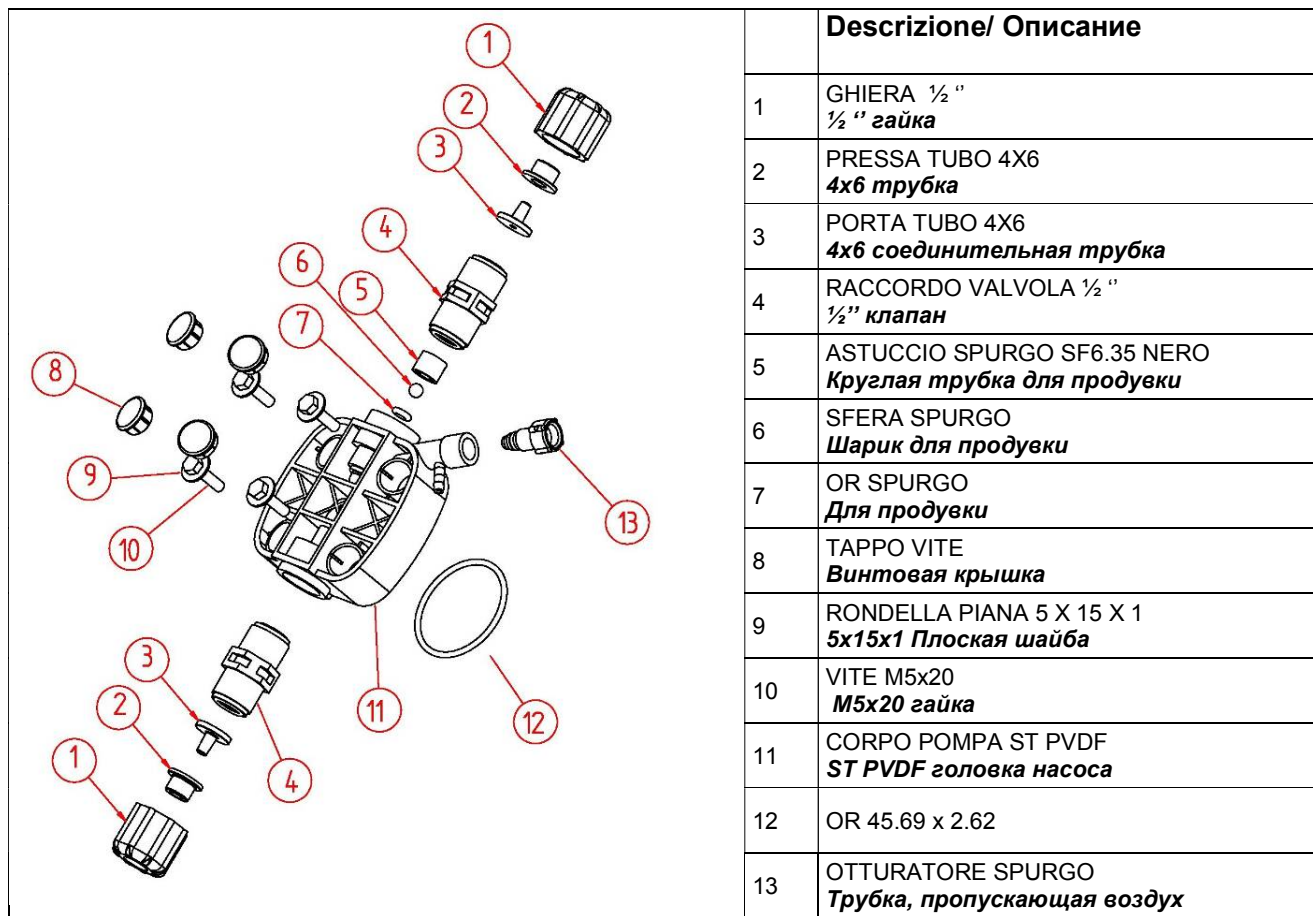 1
2
3
4
6
5
7
8
9
10
13
3
2
1
4
11
12
Descrizione/ Описание
1
GHIERA ½ ‘’
½ ‘’ гайка
2
PRESSA TUBO 4X6
4x6 трубка
3
PORTA TUBO 4X6
4x6 соединительная трубка
4
RACCORDO VALVOLA ½ ‘’
½’’ клапан
5
ASTUCCIO SPURGO SF6.35 NERO
Круглая трубка для продувки
6
SFERA SPURGO
Шарик для продувки
7
OR SPURGO
Для продувки
8
TAPPO VITE
Винтовая крышка
9
RONDELLA PIANA 5 X 15 X 1
5x15x1 Плоская шайба
10
VITE M5x20
M5x20 гайка
11
CORPO POMPA ST PVDF
ST PVDF головка насоса
12
OR 45.69 x 2.62
13
OTTURATORE SPURGO
Трубка, пропускающая воздух